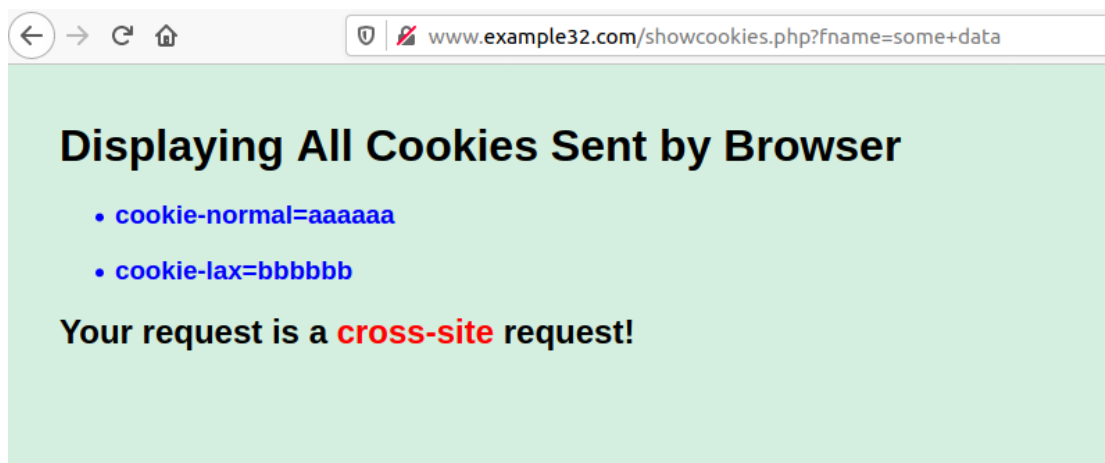 www.example32.com/showcookies.php?fname=some+data
Displaying All Cookies Sent by Browser
• cookie-normal=aaaaaa
• cookie-lax=bbbbbb
Your request is a cross-site request!